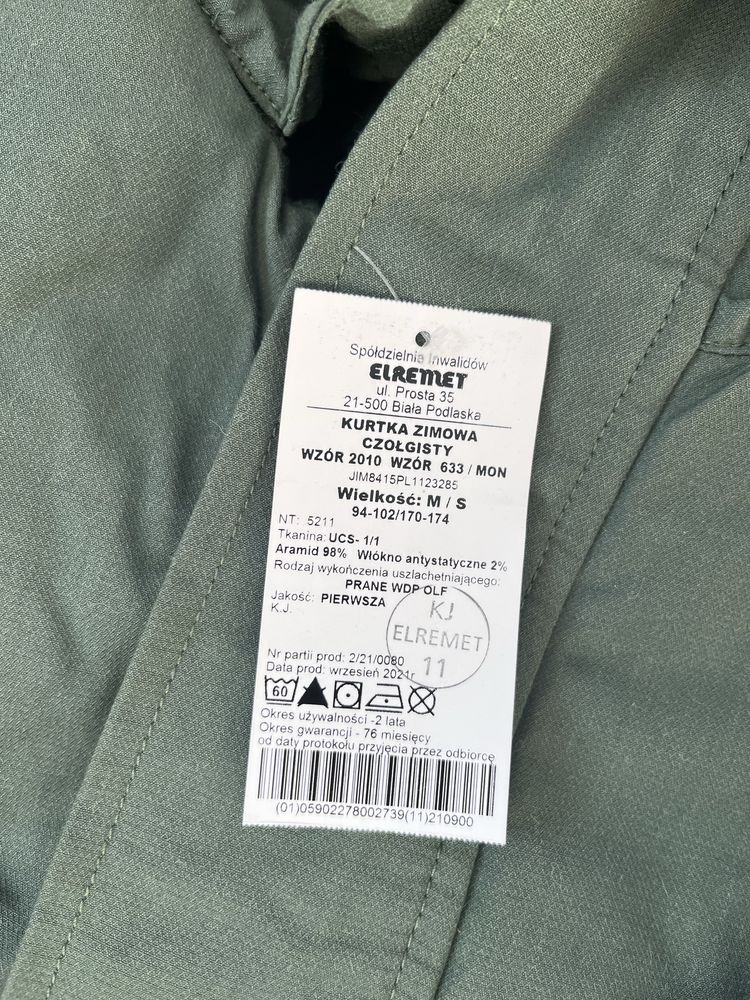 Spółdzielnia Inwalidów
ELREMET
ul. Prosta 35
21-500 Biała Podlaska
KURTKA ZIMOWA
CZOŁGISTY
WZÓR 2010 WZÓR 633 / MON
JIM8415PL1123285
Wielkość: M / S
94-102/170-174
NT: 5211
Tkanina: UCS- 1/1
Aramid 98% Włókno antystatyczne 2%
Rodzaj wykończenia uszlachetniającego:
PRANE WDP OLF
Jakość: PIERWSZA
K.J.
KJ
ELREMET
11
Nr partii prod: 2/21/0080
Data prod: wrzesień 2021r
60
Okres używalności -2 lata
Okres gwarancji - 76 miesięcy
od daty protokołu przyjęcia przez odbiorcę
(01)05902278002739(11)210900